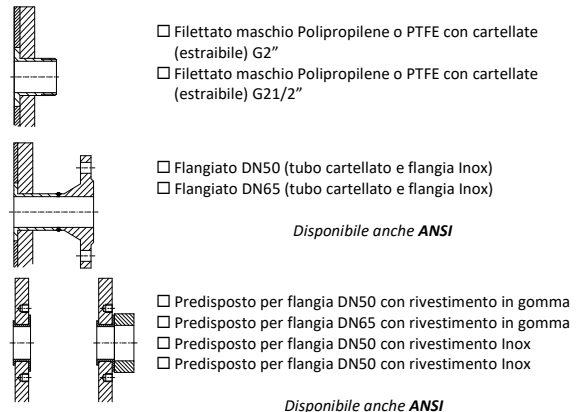 ☐ Filettato maschio Polipropilene o PTFE con cartellate
(estraibile) G2”
☐ Filettato maschio Polipropilene o PTFE con cartellate
(estraibile) G21/2”
☐ Flangiato DN50 (tubo cartellato e flangia Inox)
☐ Flangiato DN65 (tubo cartellato e flangia Inox)
Disponibile anche ANSI
☐ Predisposto per flangia DN50 con rivestimento in gomma
☐ Predisposto per flangia DN65 con rivestimento in gomma
☐ Predisposto per flangia DN50 con rivestimento Inox
☐ Predisposto per flangia DN50 con rivestimento Inox
Disponibile anche ANSI